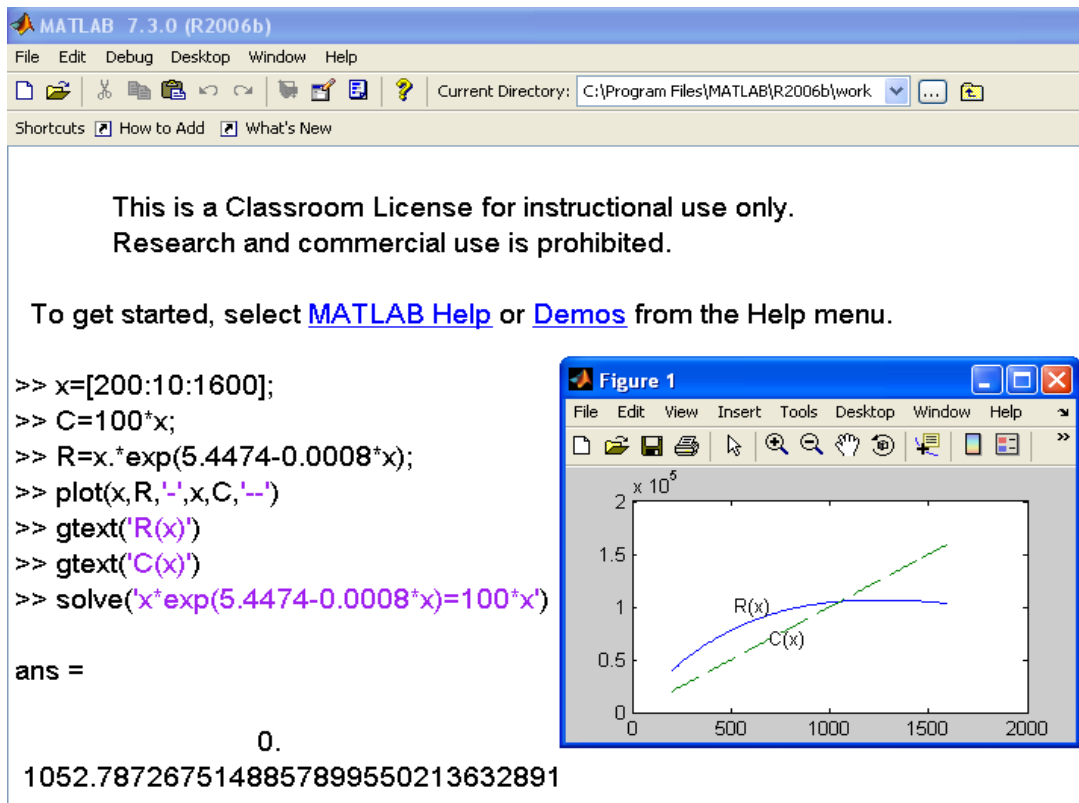 MATLAB 7.3.0 (R2006b)
File Edit Debug Desktop Window Help
Current Directory: C:\Program Files\MATLAB\R2006b\work ...
Shortcuts How to Add What's New
This is a Classroom License for instructional use only.
Research and commercial use is prohibited.
To get started, select MATLAB Help or Demos from the Help menu.
>> x=[200:10:1600];
>> C=100*x;
>> R=x.*exp(5.4474-0.0008*x);
>> plot(x,R,'-',x,C,'--')
>> gtext('R(x)')
>> gtext('C(x)')
>> solve('x*exp(5.4474-0.0008*x)=100*x')
ans =
0.
1052.7872675148857899550213632891
Figure 1
File Edit View Insert Tools Desktop Window Help
x 10^5
2
1.5
1
0.5
0
R(x)
C(x)
0 500 1000 1500 2000